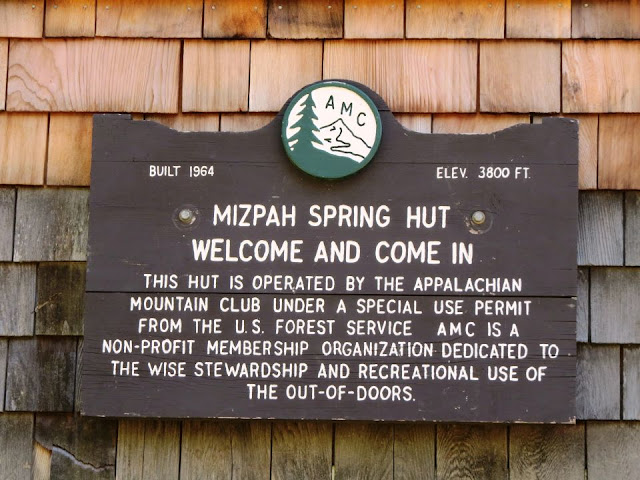 AMC
BUILT 1964
ELEV. 3800 FT.
MIZPAH SPRING HUT
WELCOME AND COME IN
THIS HUT IS OPERATED BY THE APPALACHIAN
MOUNTAIN CLUB UNDER A SPECIAL USE PERMIT
FROM THE U.S. FOREST SERVICE AMC IS A
NON-PROFIT MEMBERSHIP ORGANIZATION DEDICATED TO
THE WISE STEWARDSHIP AND RECREATIONAL USE OF
THE OUT-OF-DOORS.